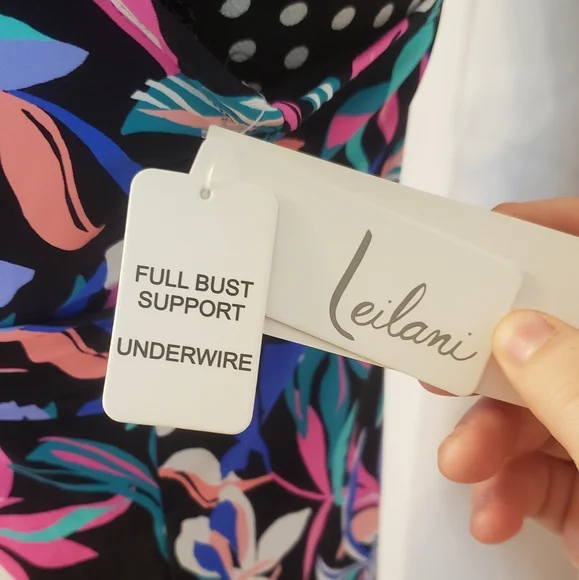 FULL BUST
SUPPORT
UNDERWIRE
Leilani